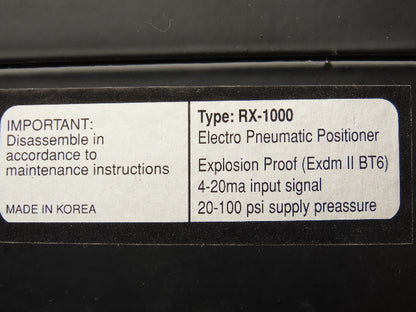 IMPORTANT:
Disassemble in
accordance to
maintenance instructions
MADE IN KOREA
Type: RX-1000
Electro Pneumatic Positioner
Explosion Proof (Exdm II BT6)
4-20ma input signal
20-100 psi supply preassure